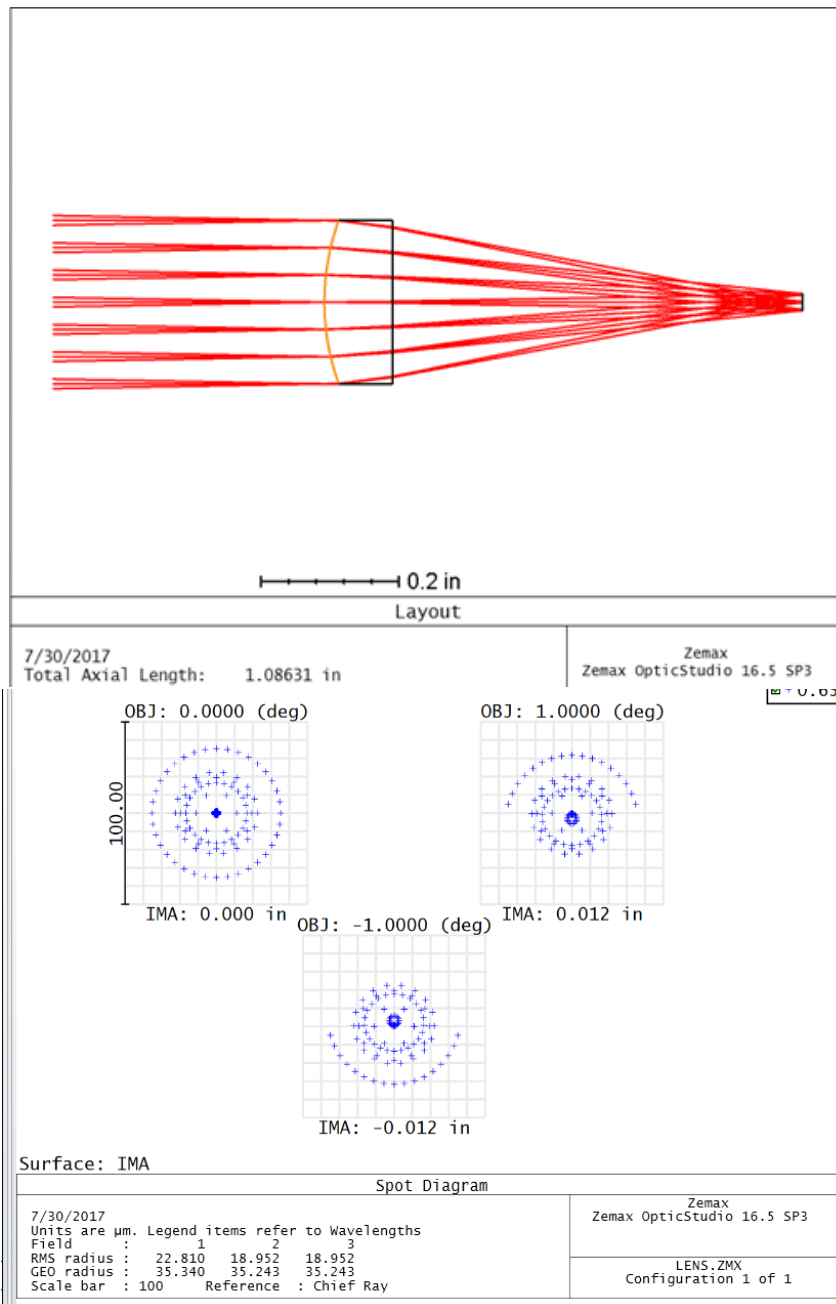 0.2 in
Layout
7/30/2017
Total Axial Length: 1.08631 in
Zemax
Zemax OpticStudio 16.5 SP3
OBJ: 0.0000 (deg)
OBJ: 1.0000 (deg)
100.00
IMA: 0.000 in
IMA: 0.012 in
OBJ: -1.0000 (deg)
IMA: -0.012 in
Surface: IMA
Spot Diagram
7/30/2017
Units are µm. Legend items refer to Wavelengths
Field : 1 2 3
RMS radius : 22.810 18.952 18.952
GEO radius : 35.340 35.243 35.243
Scale bar : 100 Reference : Chief Ray
Zemax
Zemax OpticStudio 16.5 SP3
LENS.ZMX
Configuration 1 of 1